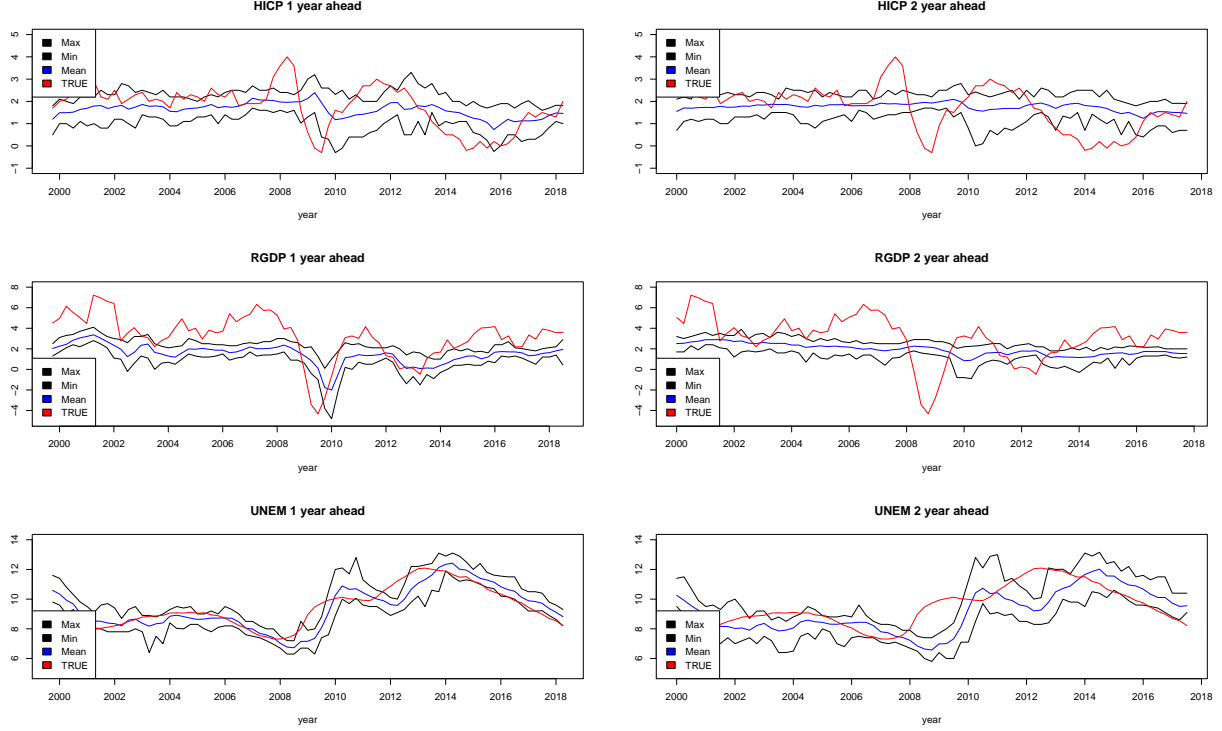 HICP 1 year ahead
5
4
3
2
1
0
−1
Max
Min
Mean
TRUE
2000 2002 2004 2006 2008 2010 2012 2014 2016 2018
year
HICP 2 year ahead
5
4
3
2
1
0
−1
Max
Min
Mean
TRUE
2000 2002 2004 2006 2008 2010 2012 2014 2016 2018
year
RGDP 1 year ahead
8
6
4
2
0
−2
−4
Max
Min
Mean
TRUE
2000 2002 2004 2006 2008 2010 2012 2014 2016 2018
year
RGDP 2 year ahead
8
6
4
2
0
−2
−4
Max
Min
Mean
TRUE
2000 2002 2004 2006 2008 2010 2012 2014 2016 2018
year
UNEM 1 year ahead
14
12
10
8
6
Max
Min
Mean
TRUE
2000 2002 2004 2006 2008 2010 2012 2014 2016 2018
year
UNEM 2 year ahead
14
12
10
8
6
Max
Min
Mean
TRUE
2000 2002 2004 2006 2008 2010 2012 2014 2016 2018
year